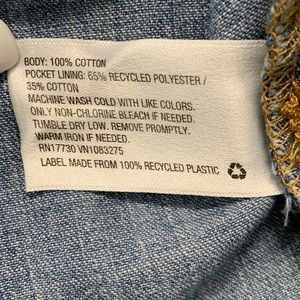 BODY: 100% COTTON
POCKET LINING: 65% RECYCLED POLYESTER /
35% COTTON
MACHINE WASH COLD WITH LIKE COLORS.
ONLY NON-CHLORINE BLEACH IF NEEDED.
TUMBLE DRY LOW. REMOVE PROMPTLY.
WARM IRON IF NEEDED.
RN17730 VN1083275
LABEL MADE FROM 100% RECYCLED PLASTIC